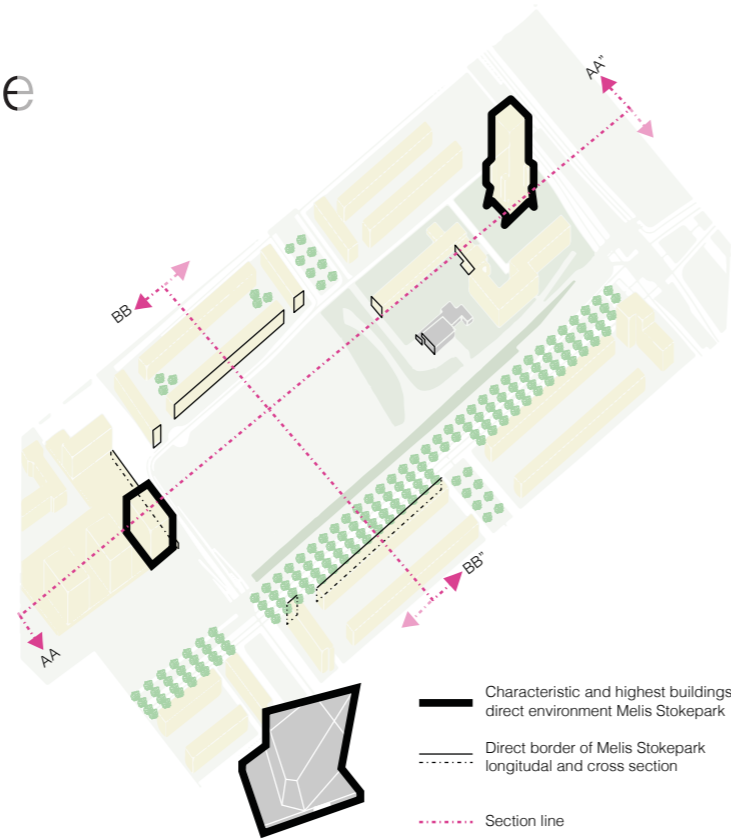 e
AA"
BB
BB"
AA
Characteristic and highest buildings
direct environment Melis Stokepark
Direct border of Melis Stokepark
longitudal and cross section
Section line